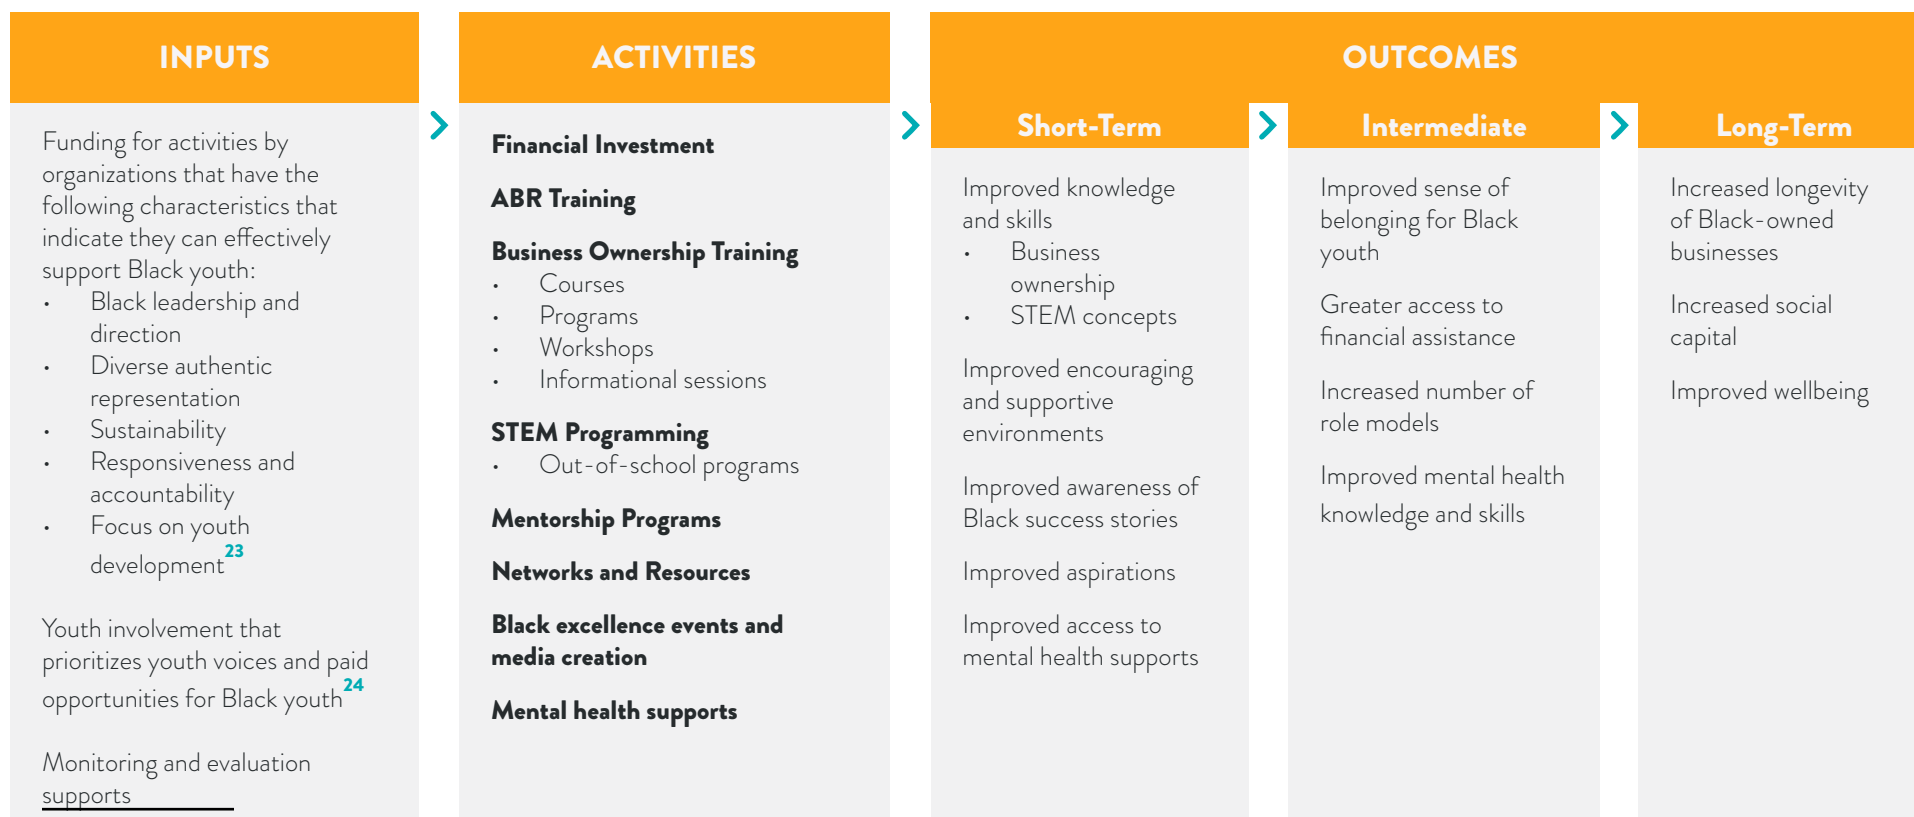 INPUTS
Funding for activities by
organizations that have the
following characteristics that
indicate they can effectively
support Black youth:
• Black leadership and
direction
• Diverse authentic
representation
• Sustainability
• Responsiveness and
accountability
• Focus on youth
development23
Youth involvement that
prioritizes youth voices and paid
opportunities for Black youth24
Monitoring and evaluation
supports
ACTIVITIES
Financial Investment
ABR Training
Business Ownership Training
• Courses
• Programs
• Workshops
• Informational sessions
STEM Programming
• Out-of-school programs
Mentorship Programs
Networks and Resources
Black excellence events and
media creation
Mental health supports
OUTCOMES
Short-Term
Improved knowledge
and skills
• Business
ownership
• STEM concepts
Improved encouraging
and supportive
environments
Improved awareness of
Black success stories
Improved aspirations
Improved access to
mental health supports
Intermediate
Improved sense of
belonging for Black
youth
Greater access to
financial assistance
Increased number of
role models
Improved mental health
knowledge and skills
Long-Term
Increased longevity
of Black-owned
businesses
Increased social
capital
Improved wellbeing